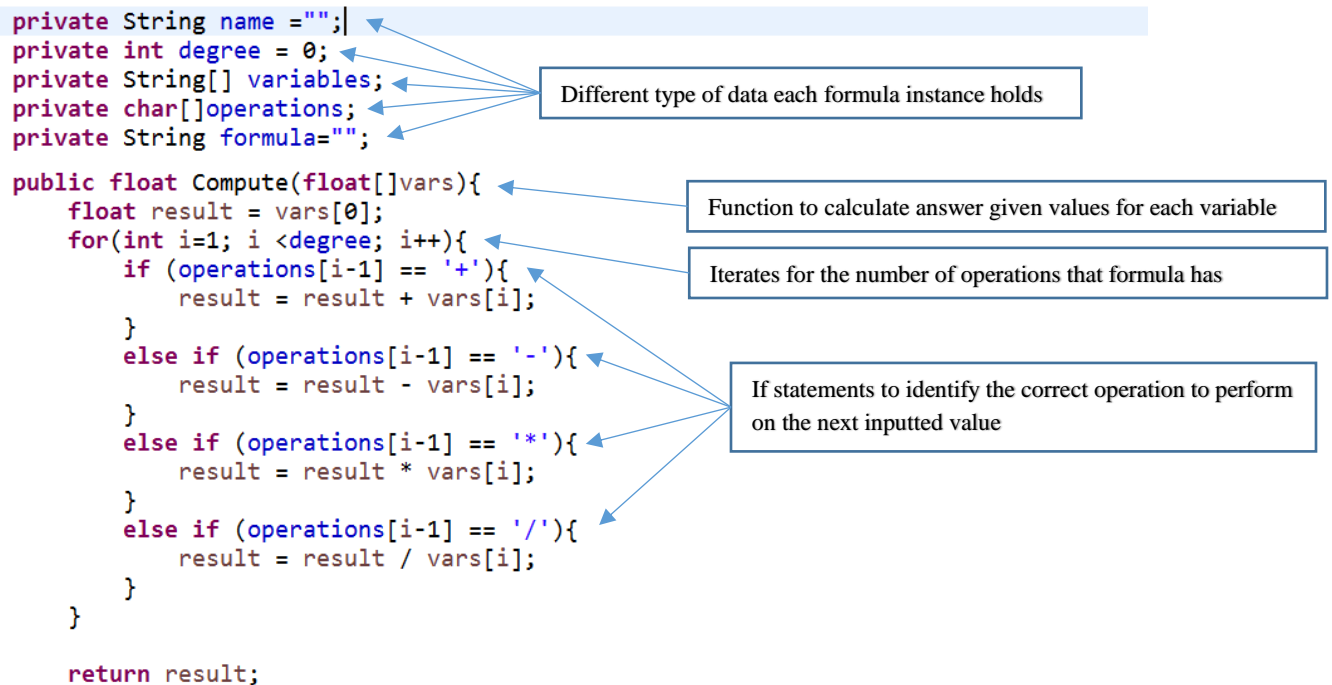 private String name ="";
private int degree = 0;
private String[] variables;
private char[]operations;
private String formula="";
Different type of data each formula instance holds
public float Compute(float[]vars){
Function to calculate answer given values for each variable
    float result = vars[0];
    for(int i=1; i <degree; i++){
Iterates for the number of operations that formula has
        if (operations[i-1] == '+'){
            result = result + vars[i];
        }
        else if (operations[i-1] == '-'){
            result = result - vars[i];
        }
If statements to identify the correct operation to perform
on the next inputted value
        else if (operations[i-1] == '*'){
            result = result * vars[i];
        }
        else if (operations[i-1] == '/'){
            result = result / vars[i];
        }
    }
    return result;